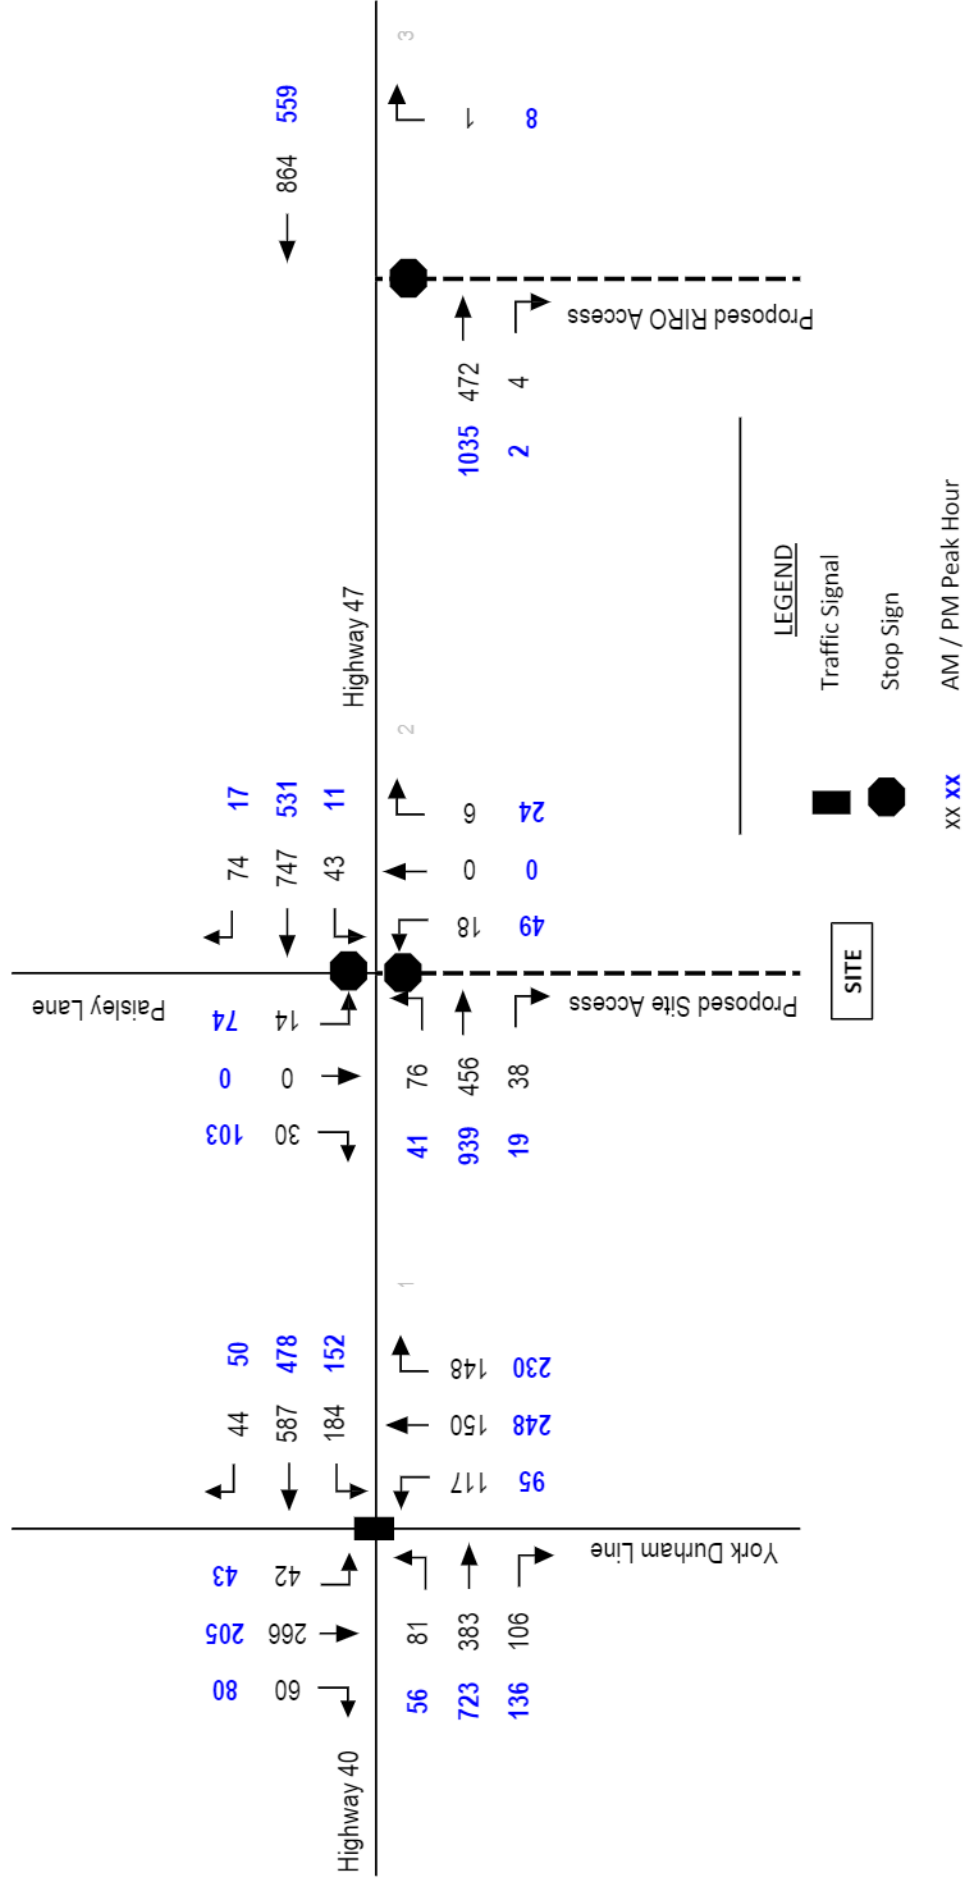 Paisley Lane
80 205 43
60 266 42
44 50
587 478
184 152
103 0 74
30 0 14
74 17
747 531
43 11
864 559
Highway 40
Highway 47
1
2
3
56 81
723 383
136 106
117 150 148
95 248 230
41 76
939 456
19 38
18 0 6
49 0 24
1035 472
2 4
1
8
York Durham Line
Proposed Site Access
Proposed RIRO Access
SITE
LEGEND
Traffic Signal
Stop Sign
xx xx AM / PM Peak Hour